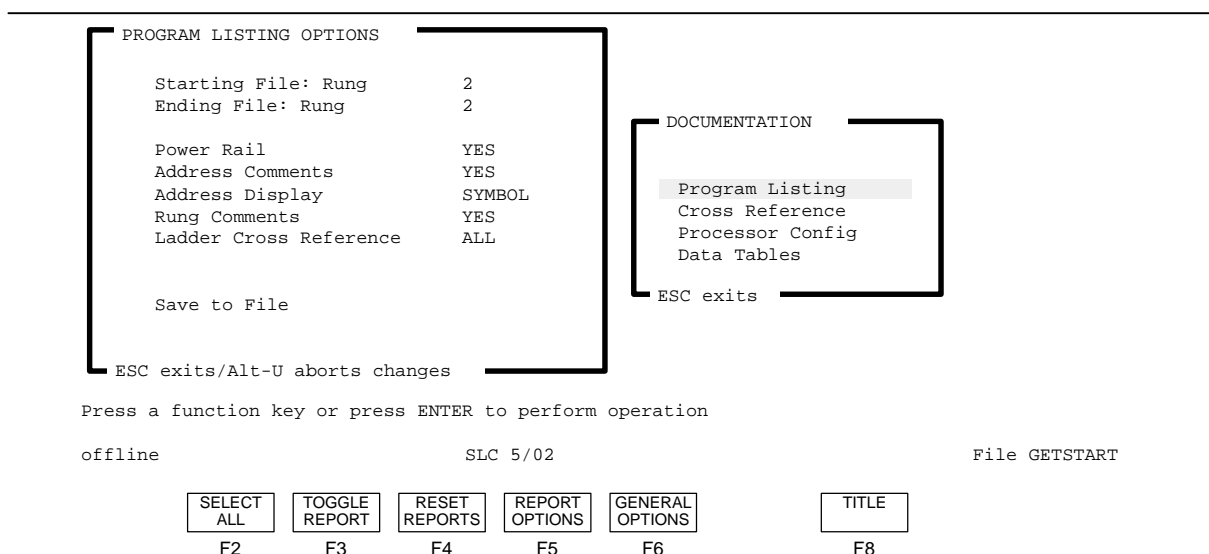 PROGRAM LISTING OPTIONS
Starting File: Rung 2
Ending File: Rung 2
Power Rail YES
Address Comments YES
Address Display SYMBOL
Rung Comments YES
Ladder Cross Reference ALL
Save to File
ESC exits/Alt-U aborts changes
DOCUMENTATION
Program Listing
Cross Reference
Processor Config
Data Tables
ESC exits
Press a function key or press ENTER to perform operation
offline SLC 5/02 File GETSTART
SELECT ALL
F2
TOGGLE REPORT
F3
RESET REPORTS
F4
REPORT OPTIONS
F5
GENERAL OPTIONS
F6
TITLE
F8